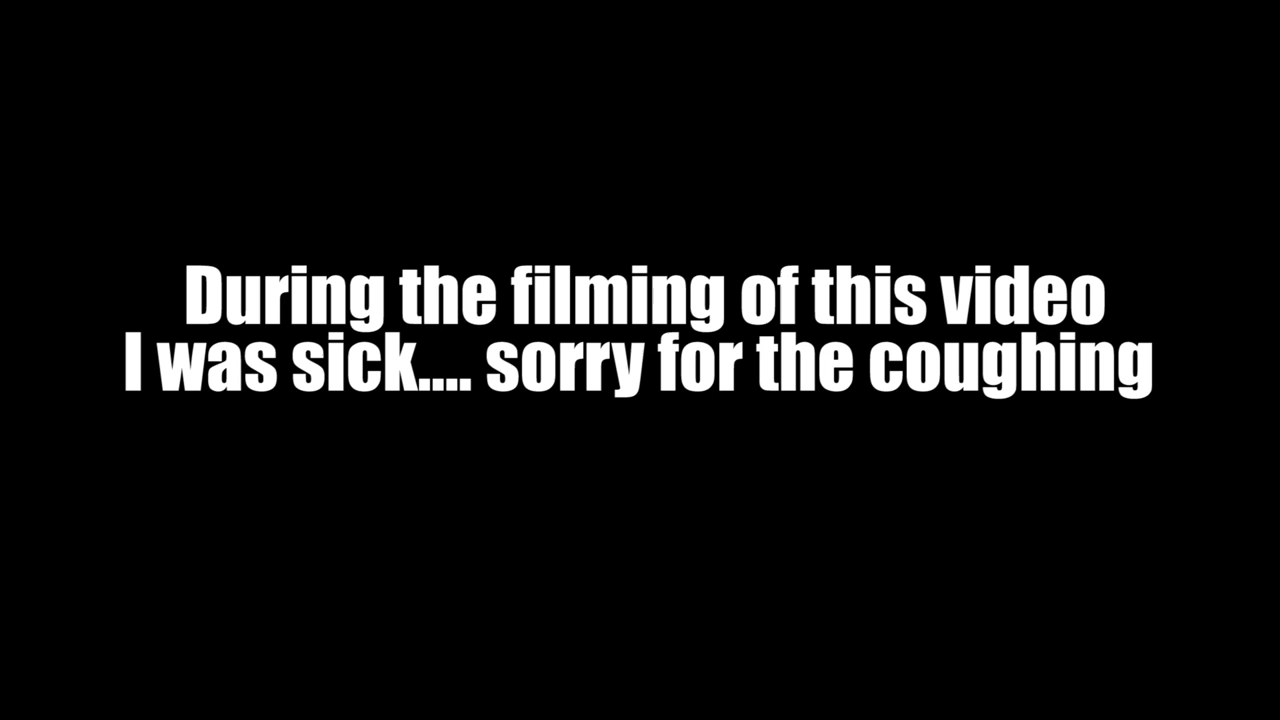 During the filming of this video
I was sick.... sorry for the coughing